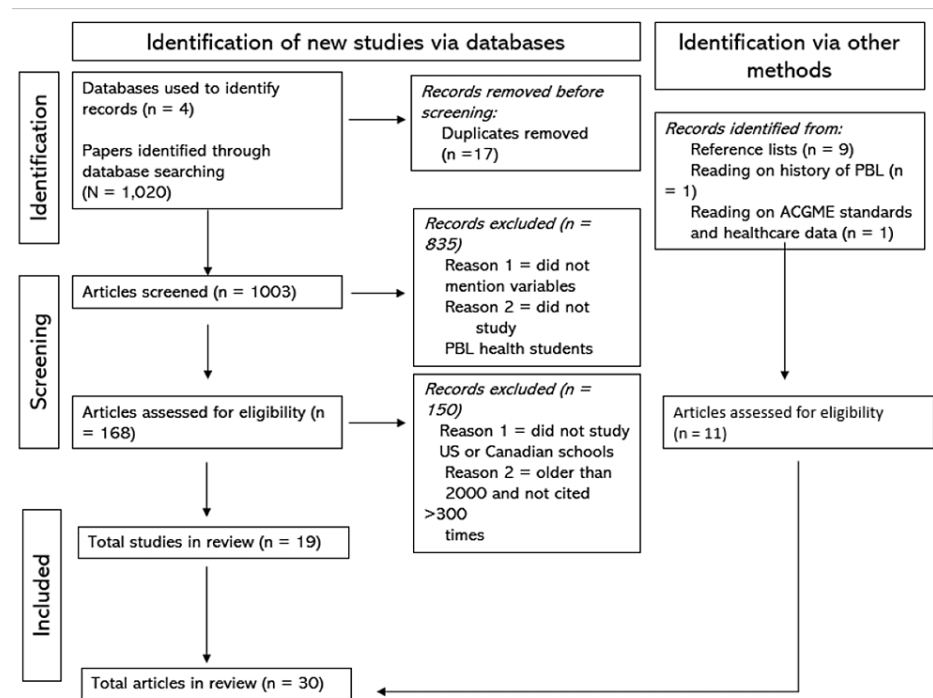 Identification of new studies via databases
Identification via other
methods
Identification
Databases used to identify
records (n = 4)
Papers identified through
database searching
(N = 1,020)
Records removed before
screening:
Duplicates removed
(n =17)
Records identified from:
Reference lists (n = 9)
Reading on history of PBL (n
= 1)
Reading on ACGME standards
and healthcare data (n = 1)
Screening
Articles screened (n = 1003)
Records excluded (n =
835)
Reason 1 = did not
mention variables
Reason 2 = did not
study
PBL health students
Articles assessed for eligibility (n
= 168)
Records excluded (n =
150)
Reason 1 = did not study
US or Canadian schools
Reason 2 = older than
2000 and not cited
>300
times
Articles assessed for eligibility
(n = 11)
Included
Total studies in review (n = 19)
Total articles in review (n = 30)